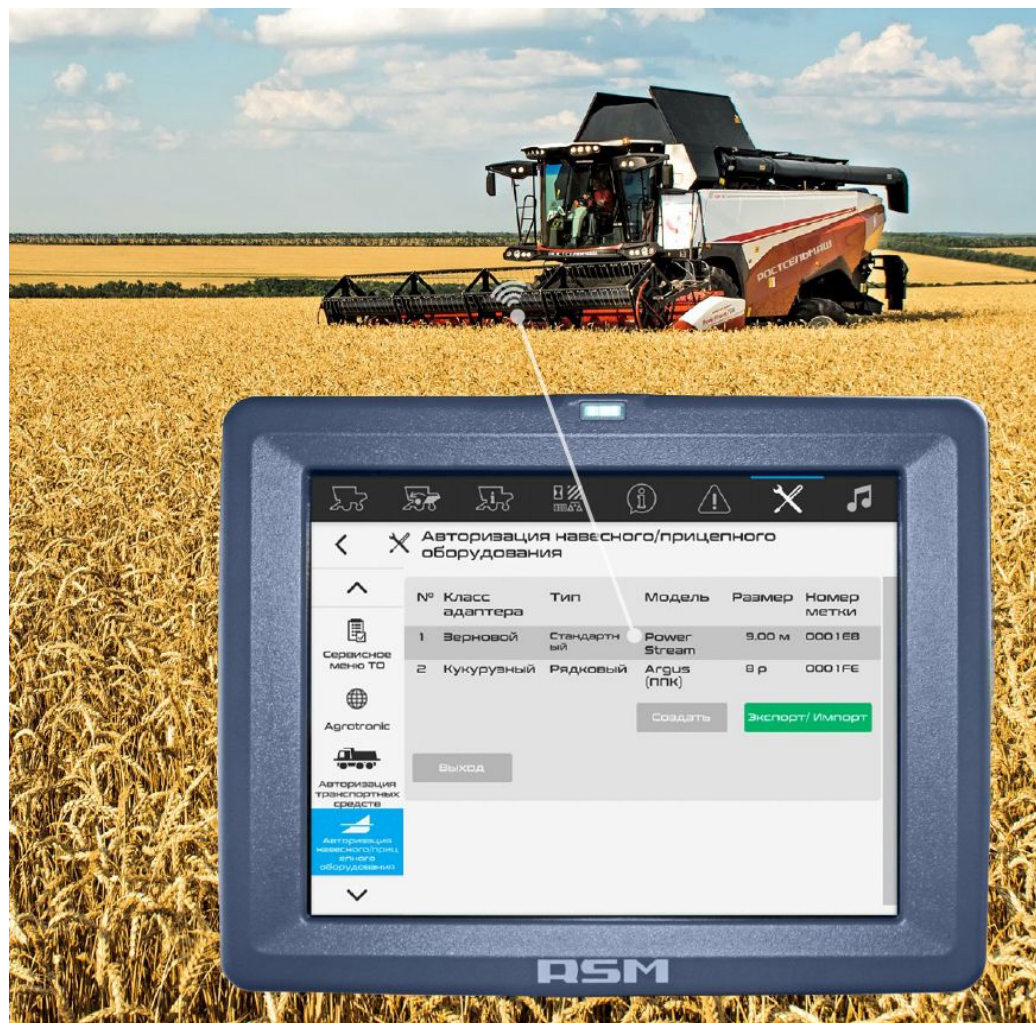 РОСТСЕЛЬМАШ
РОСТСЕЛЬМАШ
Авторизация навесного/прицепного
оборудования
№ Класс адаптера Тип Модель Размер Номер метки
1 Зерновой Стандартный Power Stream 9,00 м 0001EB
2 Кукурузный Рядковый Argus (ППК) 8 р 0001FE
Создать Экспорт/ Импорт
Выход
Сервисное
меню ТО
Agrotronic
Авторизация
транспортных
средств
Авторизация
навесного/приц
епного
оборудования
RSM